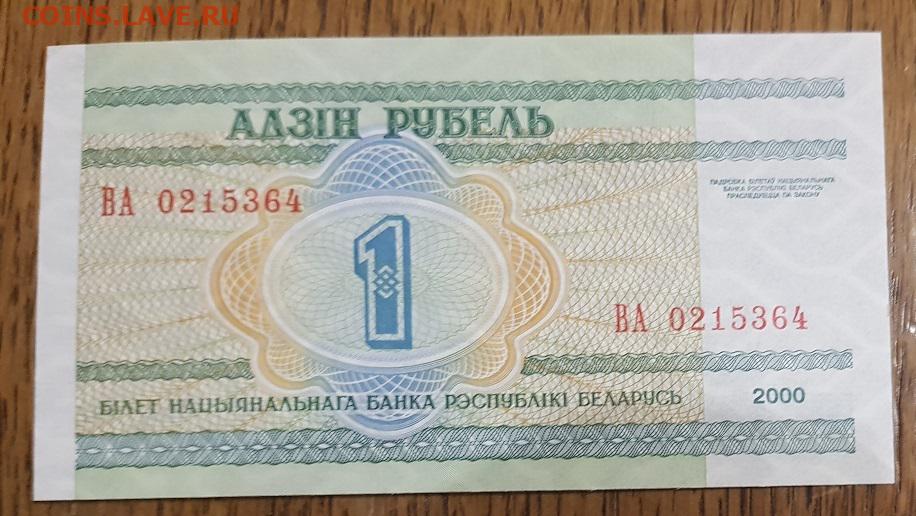 COINS.LAVE.RU
АДЗІН РУБЕЛЬ
ПАДРОБКА БІЛЕТАЎ НАЦЫЯНАЛЬНАГА
БАНКА РЭСПУБЛІКІ БЕЛАРУСЬ
ПРАСЛЕДУЕЦЦА ПА ЗАКОНУ
ВА 0215364
1
ВА 0215364
БІЛЕТ НАЦЫЯНАЛЬНАГА БАНКА РЭСПУБЛІКІ БЕЛАРУСЬ
2000